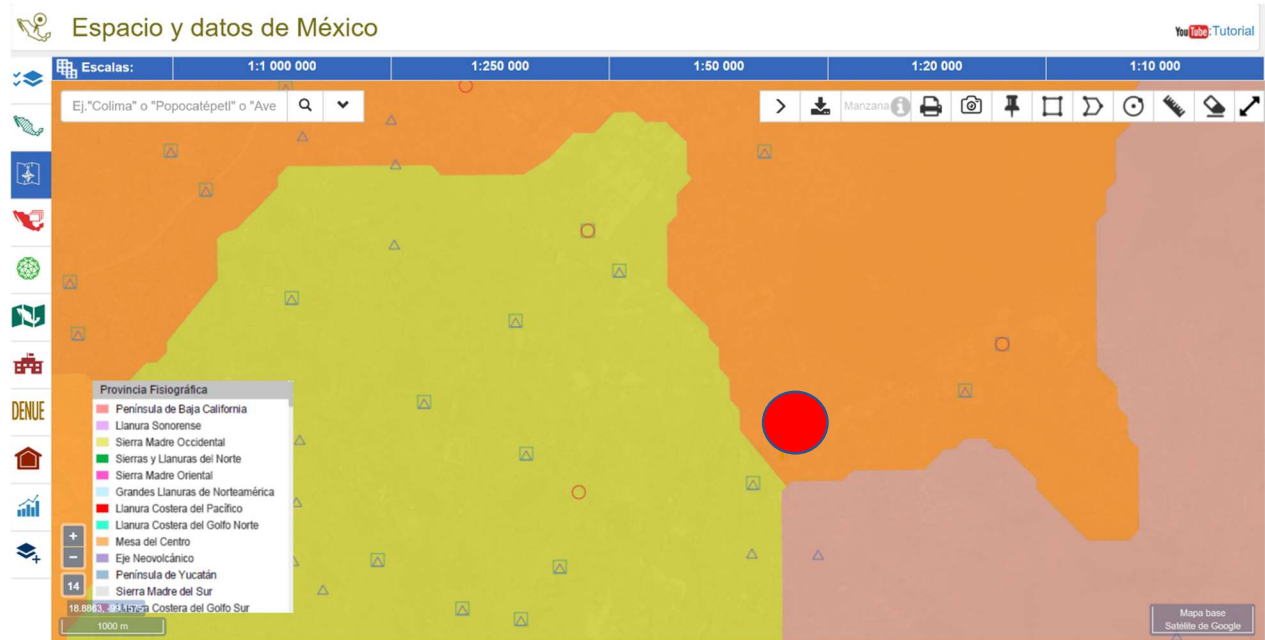 Espacio y datos de México
YouTube:Tutorial
Escalas: 1:1 000 000 1:250 000 1:50 000 1:20 000 1:10 000
Ej."Colima" o "Popocatépetl" o "Ave
Manzana
DENUE
Provincia Fisiográfica
Península de Baja California
Llanura Sonorense
Sierra Madre Occidental
Sierras y Llanuras del Norte
Sierra Madre Oriental
Grandes Llanuras de Norteamérica
Llanura Costera del Pacífico
Llanura Costera del Golfo Norte
Mesa del Centro
Eje Neovolcánico
Península de Yucatán
Sierra Madre del Sur
Costera del Golfo Sur
+
−
14
1000 m
Mapa base
Satélite de Google